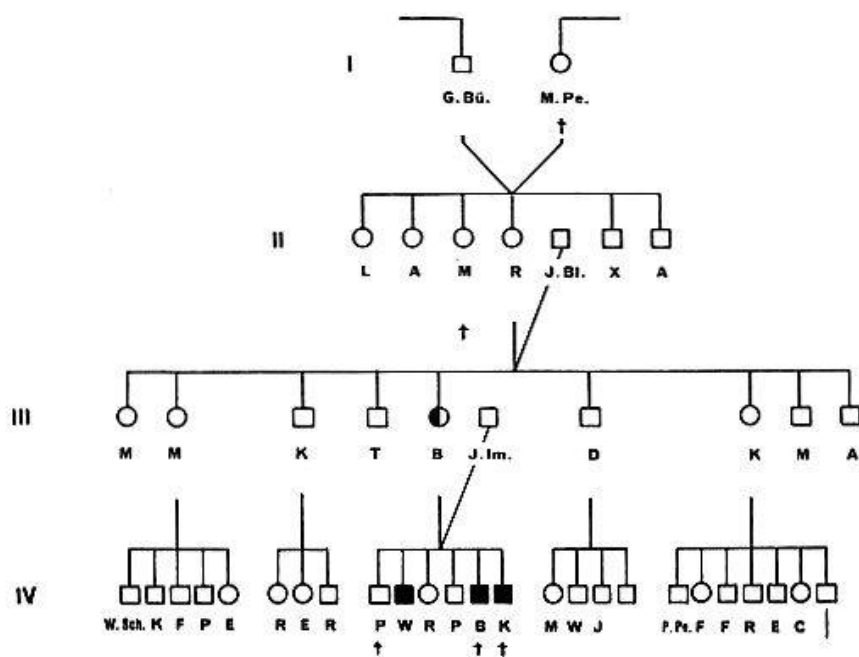 I
G. Bü. M. Pe.
†
II
L A M R J. Bl. X A
†
III
M M K T B J. Im. D K M A
IV
W. Sch. K F P E R E R P W R P B K M W J P. Pe. F F R E C
† † †